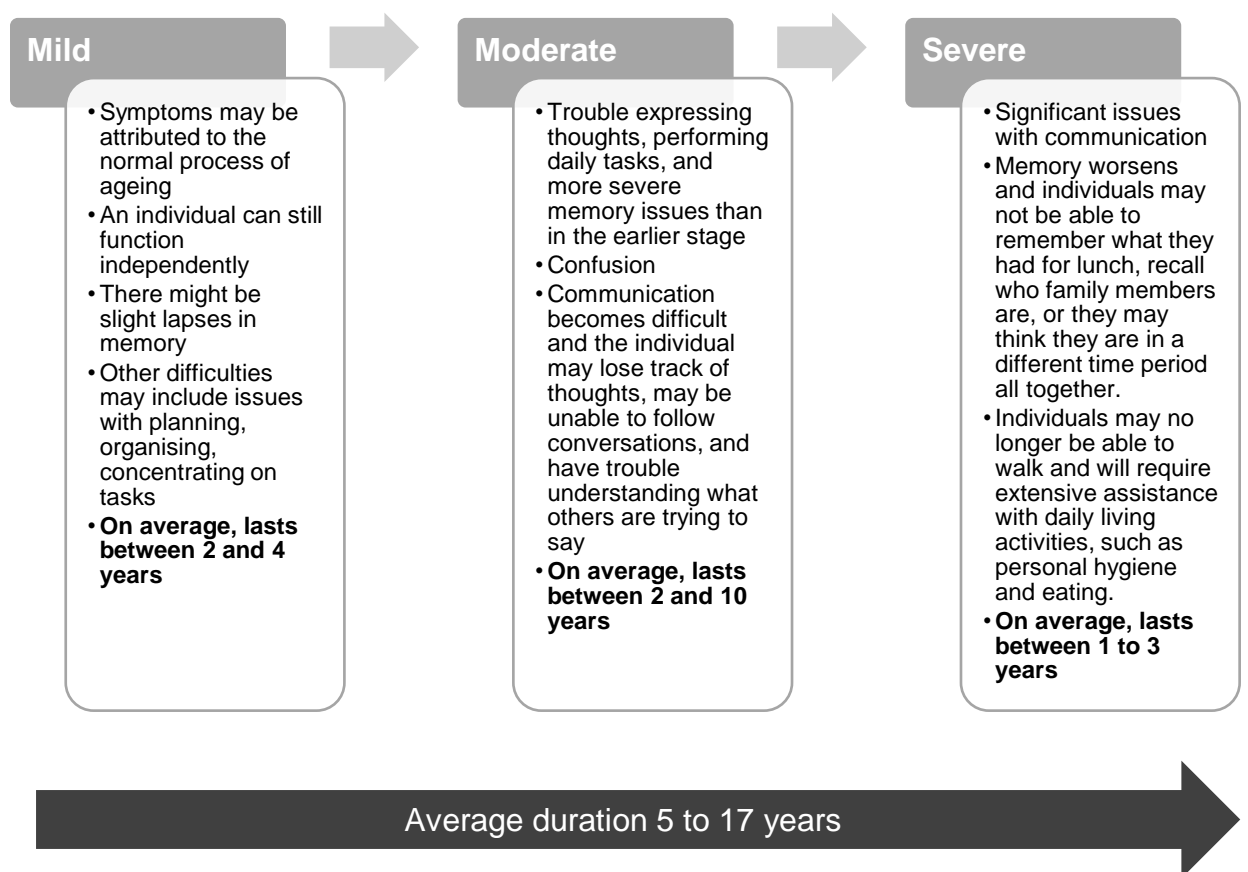 Mild
• Symptoms may be
attributed to the
normal process of
ageing
• An individual can still
function
independently
• There might be
slight lapses in
memory
• Other difficulties
may include issues
with planning,
organising,
concentrating on
tasks
• On average, lasts
between 2 and 4
years
Moderate
• Trouble expressing
thoughts, performing
daily tasks, and
more severe
memory issues than
in the earlier stage
• Confusion
• Communication
becomes difficult
and the individual
may lose track of
thoughts, may be
unable to follow
conversations, and
have trouble
understanding what
others are trying to
say
• On average, lasts
between 2 and 10
years
Severe
• Significant issues
with communication
• Memory worsens
and individuals may
not be able to
remember what they
had for lunch, recall
who family members
are, or they may
think they are in a
different time period
all together.
• Individuals may no
longer be able to
walk and will require
extensive assistance
with daily living
activities, such as
personal hygiene
and eating.
• On average, lasts
between 1 to 3
years
Average duration 5 to 17 years